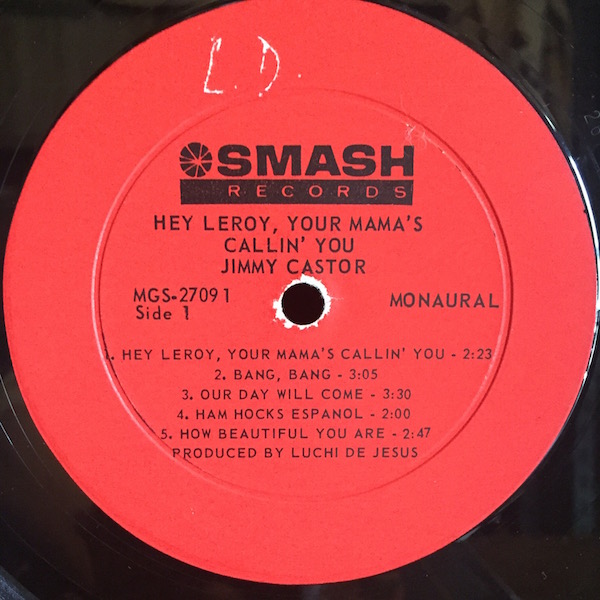 L.D.
SMASH
RECORDS
HEY LEROY, YOUR MAMA'S
CALLIN' YOU
JIMMY CASTOR
MGS-27091 MONAURAL
Side 1
1. HEY LEROY, YOUR MAMA'S CALLIN' YOU - 2:23
2. BANG, BANG - 3:05
3. OUR DAY WILL COME - 3:30
4. HAM HOCKS ESPANOL - 2:00
5. HOW BEAUTIFUL YOU ARE - 2:47
PRODUCED BY LUCHI DE JESUS